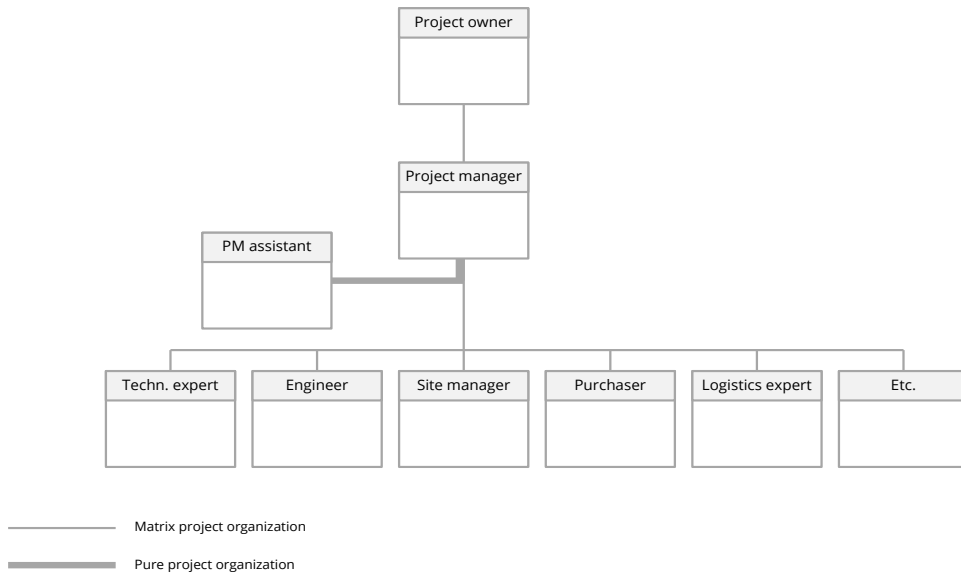 Project owner
Project manager
PM assistant
Techn. expert
Engineer
Site manager
Purchaser
Logistics expert
Etc.
Matrix project organization
Pure project organization